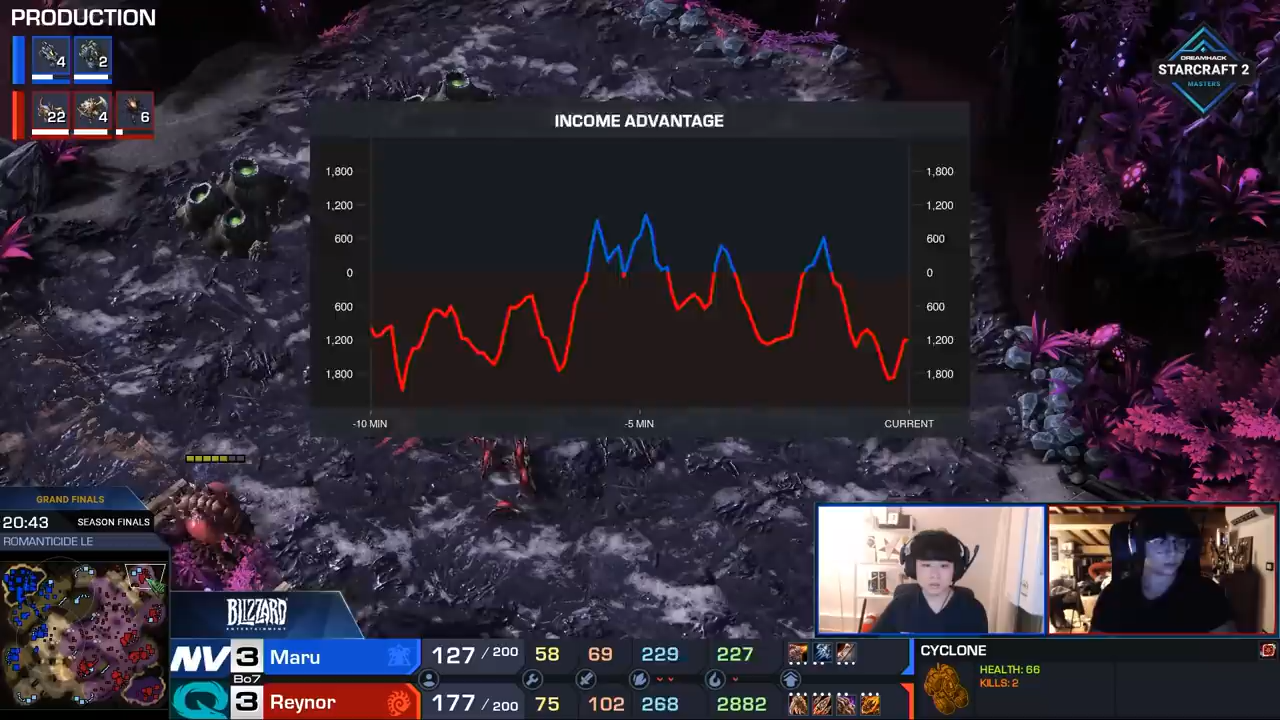 PRODUCTION
4 2
22 4 6
DREAMHACK
STARCRAFT 2
MASTERS
INCOME ADVANTAGE
1,800 1,800
1,200 1,200
600 600
0 0
600 600
1,200 1,200
1,800 1,800
-10 MIN -5 MIN CURRENT
GRAND FINALS
20:43 SEASON FINALS
ROMANTICIDE LE
BLIZZARD
ENTERTAINMENT
NV 3 Maru 127 / 200 58 69 229 227
Bo7
Q 3 Reynor 177 / 200 75 102 268 2882
CYCLONE
HEALTH: 66
KILLS: 2